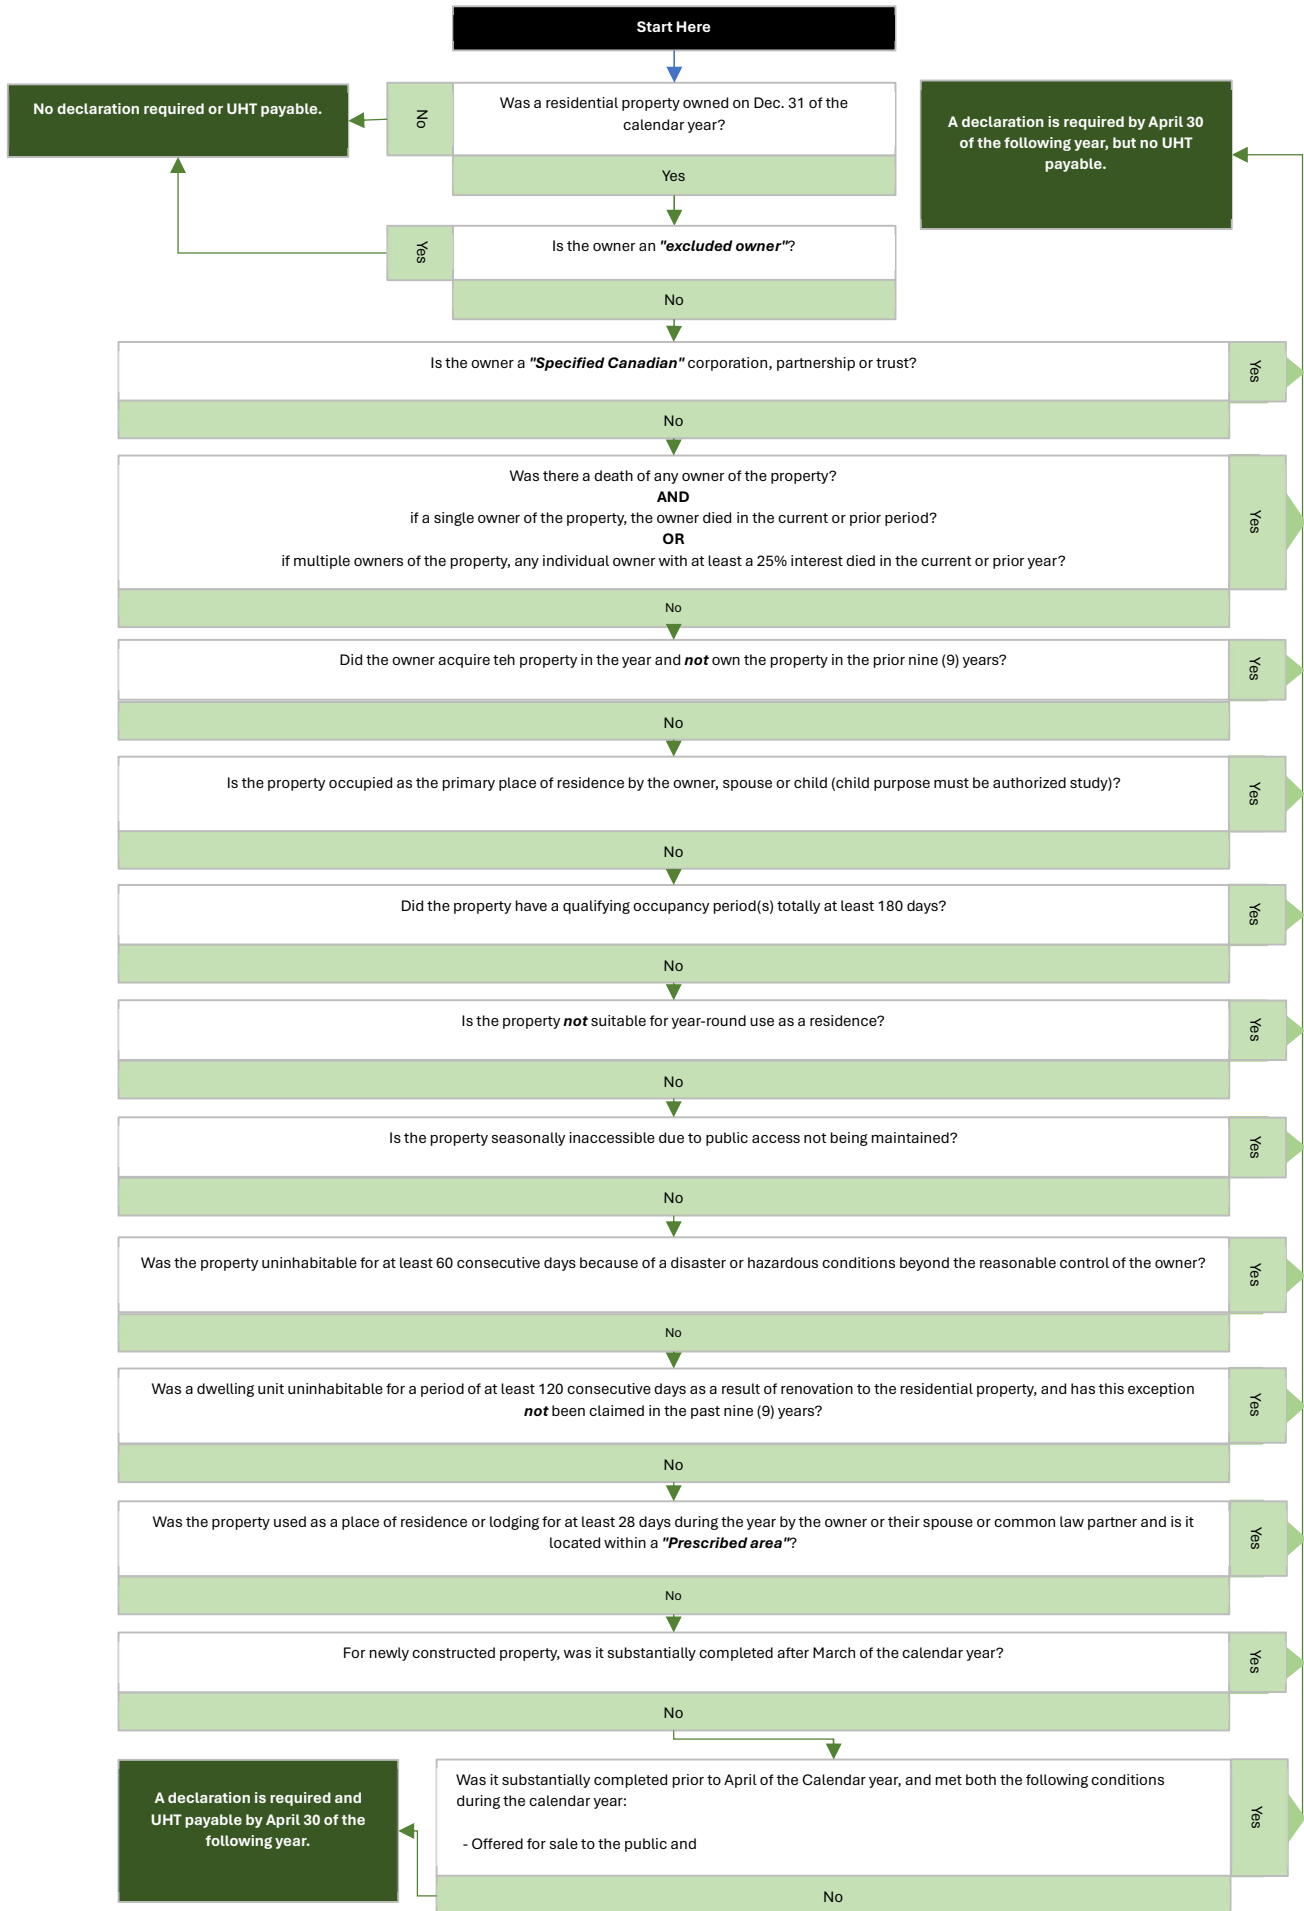 Start Here
No declaration required or UHT payable.
No
Was a residential property owned on Dec. 31 of the
calendar year?
Yes
A declaration is required by April 30
of the following year, but no UHT
payable.
Yes
Is the owner an "excluded owner"?
No
Is the owner a "Specified Canadian" corporation, partnership or trust?
Yes
No
Was there a death of any owner of the property?
AND
if a single owner of the property, the owner died in the current or prior period?
OR
if multiple owners of the property, any individual owner with at least a 25% interest died in the current or prior year?
Yes
No
Did the owner acquire teh property in the year and not own the property in the prior nine (9) years?
Yes
No
Is the property occupied as the primary place of residence by the owner, spouse or child (child purpose must be authorized study)?
Yes
No
Did the property have a qualifying occupancy period(s) totally at least 180 days?
Yes
No
Is the property not suitable for year-round use as a residence?
Yes
No
Is the property seasonally inaccessible due to public access not being maintained?
Yes
No
Was the property uninhabitable for at least 60 consecutive days because of a disaster or hazardous conditions beyond the reasonable control of the owner?
Yes
No
Was a dwelling unit uninhabitable for a period of at least 120 consecutive days as a result of renovation to the residential property, and has this exception
not been claimed in the past nine (9) years?
Yes
No
Was the property used as a place of residence or lodging for at least 28 days during the year by the owner or their spouse or common law partner and is it
located within a "Prescribed area"?
Yes
No
For newly constructed property, was it substantially completed after March of the calendar year?
Yes
No
A declaration is required and
UHT payable by April 30 of the
following year.
Was it substantially completed prior to April of the Calendar year, and met both the following conditions
during the calendar year:
- Offered for sale to the public and
Yes
No